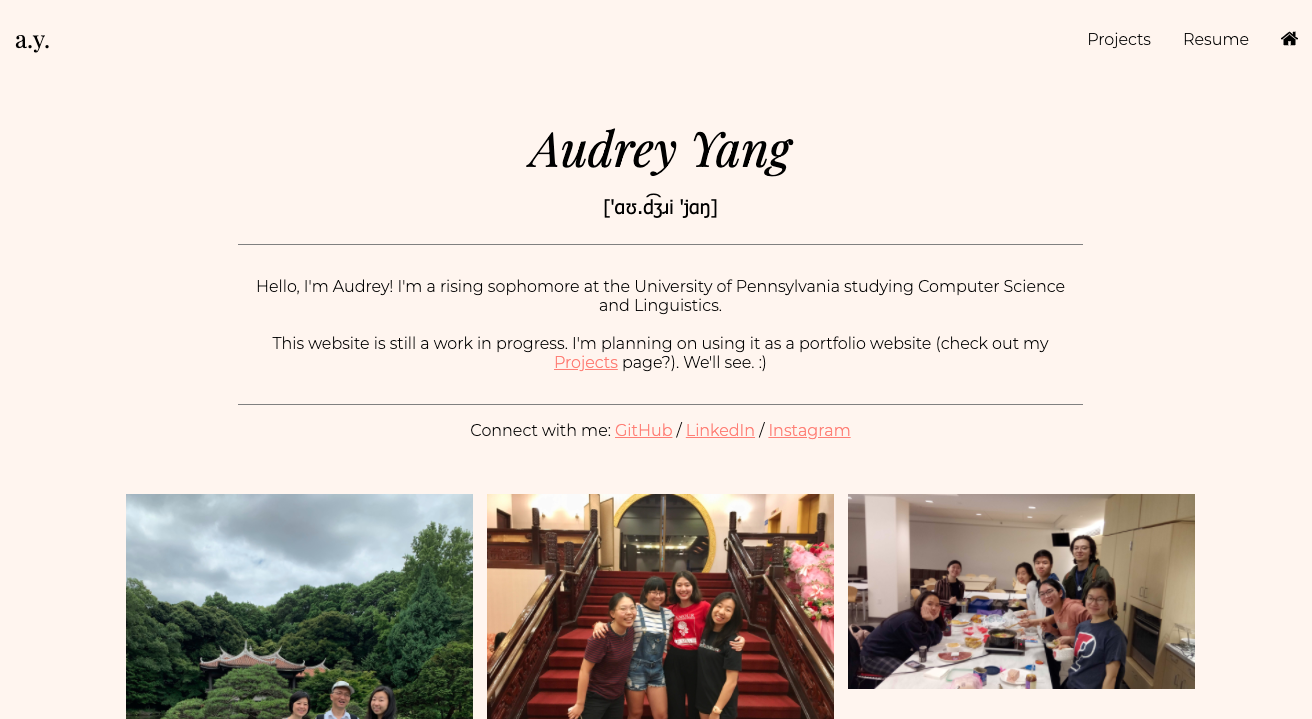 a.y.
Projects Resume
Audrey Yang
['ɑʊ.d͡ʒɹi 'jɑŋ]
Hello, I'm Audrey! I'm a rising sophomore at the University of Pennsylvania studying Computer Science
and Linguistics.
This website is still a work in progress. I'm planning on using it as a portfolio website (check out my
Projects page?). We'll see. :)
Connect with me: GitHub / LinkedIn / Instagram